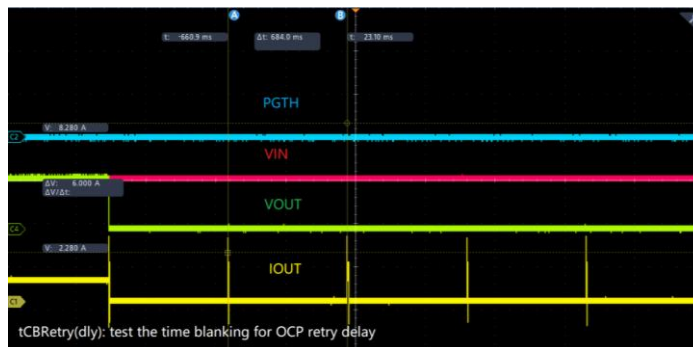 A B
t: -660.9 ms Δt: 684.0 ms t: 23.10 ms
PGTH
V: 8.280 A
C2
VIN
ΔV: 6.000 A
ΔV/Δt:
VOUT
C4
V: 2.280 A
IOUT
C1
tCBRetry(dly): test the time blanking for OCP retry delay